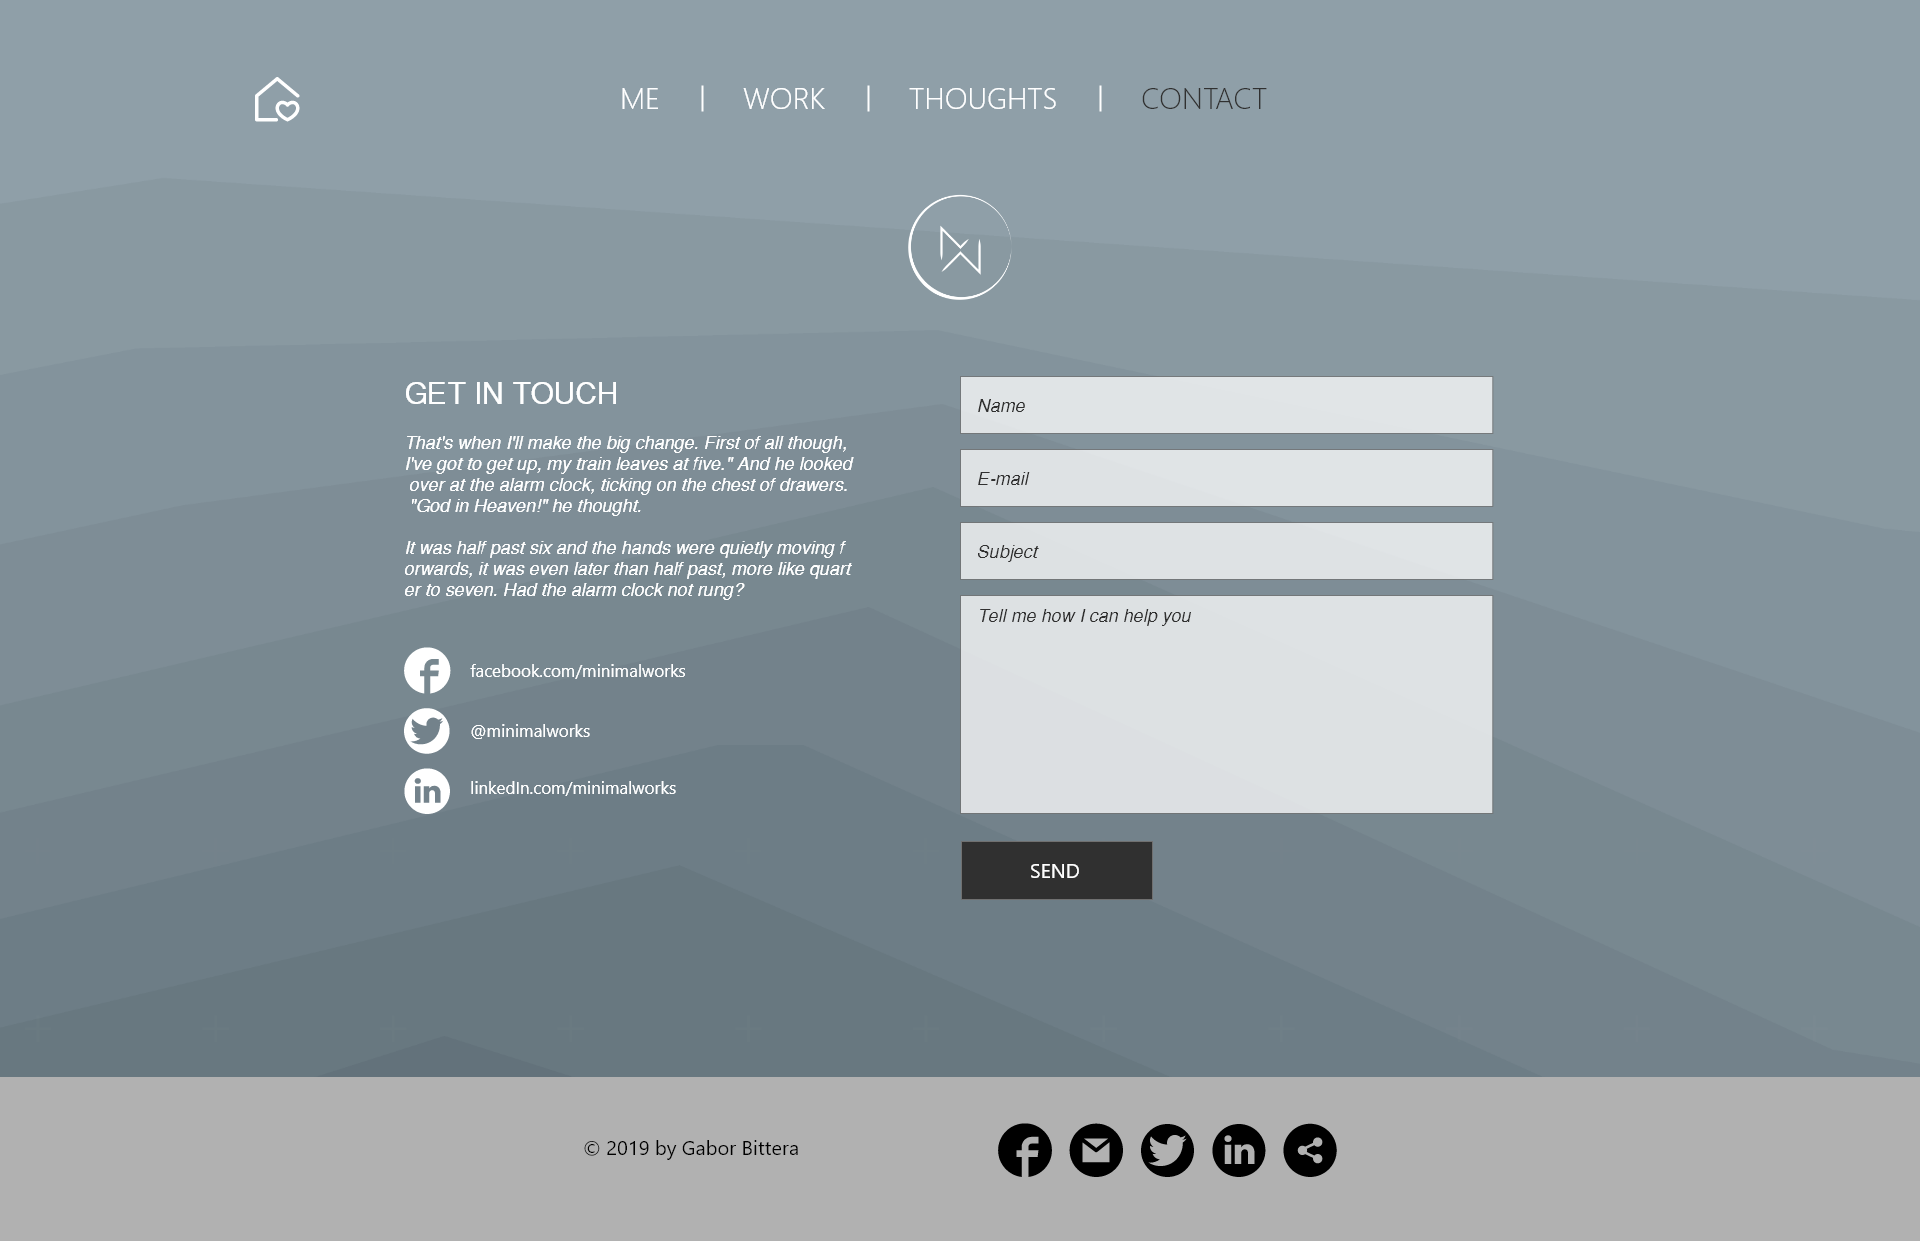 ME | WORK | THOUGHTS | CONTACT
GET IN TOUCH
That's when I'll make the big change. First of all though,
I've got to get up, my train leaves at five." And he looked
over at the alarm clock, ticking on the chest of drawers.
"God in Heaven!" he thought.
It was half past six and the hands were quietly moving f
orwards, it was even later than half past, more like quart
er to seven. Had the alarm clock not rung?
facebook.com/minimalworks
@minimalworks
linkedIn.com/minimalworks
Name
E-mail
Subject
Tell me how I can help you
SEND
© 2019 by Gabor Bittera